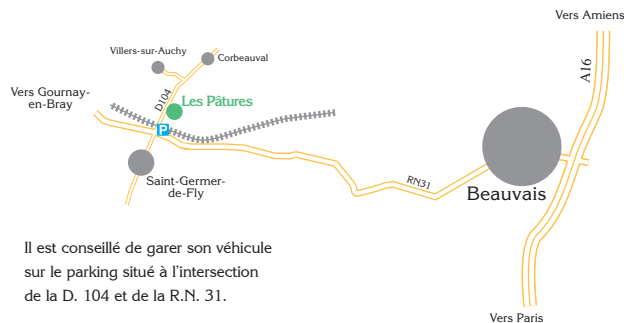 Vers Amiens
A16
Villers-sur-Auchy
Corbeauval
Vers Gournay-
en-Bray
D104
Les Pâtures
P
Saint-Germer-
de-Fly
RN31
Beauvais
Il est conseillé de garer son véhicule
sur le parking situé à l'intersection
de la D. 104 et de la R.N. 31.
Vers Paris